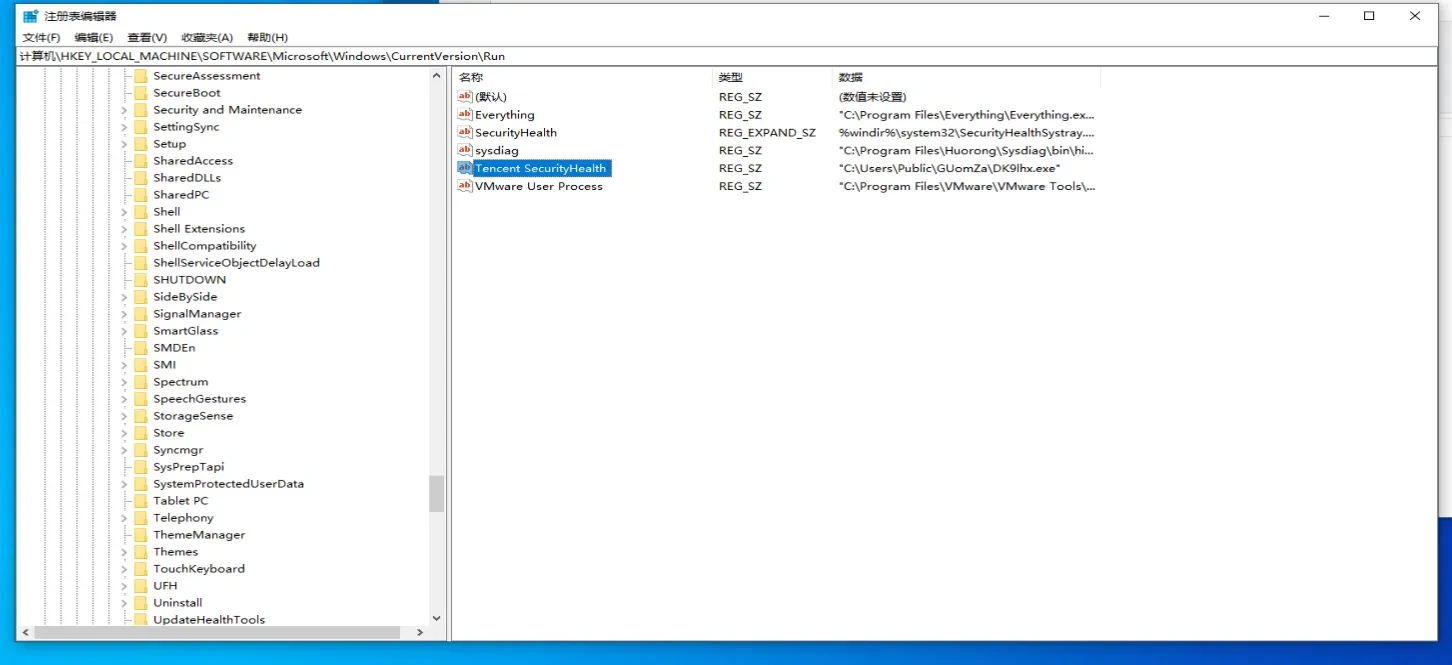 注册表编辑器
文件(F) 编辑(E) 查看(V) 收藏夹(A) 帮助(H)
计算机\HKEY_LOCAL_MACHINE\SOFTWARE\Microsoft\Windows\CurrentVersion\Run
SecureAssessment
SecureBoot
Security and Maintenance
SettingSync
Setup
SharedAccess
SharedDLLs
SharedPC
Shell
Shell Extensions
ShellCompatibility
ShellServiceObjectDelayLoad
SHUTDOWN
SideBySide
SignalManager
SmartGlass
SMDEn
SMI
Spectrum
SpeechGestures
StorageSense
Store
Syncmgr
SysPrepTapi
SystemProtectedUserData
Tablet PC
Telephony
ThemeManager
Themes
TouchKeyboard
UFH
Uninstall
UpdateHealthTools
名称 类型 数据
ab (默认) REG_SZ (数值未设置)
ab Everything REG_SZ "C:\Program Files\Everything\Everything.ex...
ab SecurityHealth REG_EXPAND_SZ %windir%\system32\SecurityHealthSystray....
ab sysdiag REG_SZ "C:\Program Files\Huorong\Sysdiag\bin\hi...
ab Tencent SecurityHealth REG_SZ "C:\Users\Public\GUomZa\DK9lhx.exe"
ab VMware User Process REG_SZ "C:\Program Files\VMware\VMware Tools\...